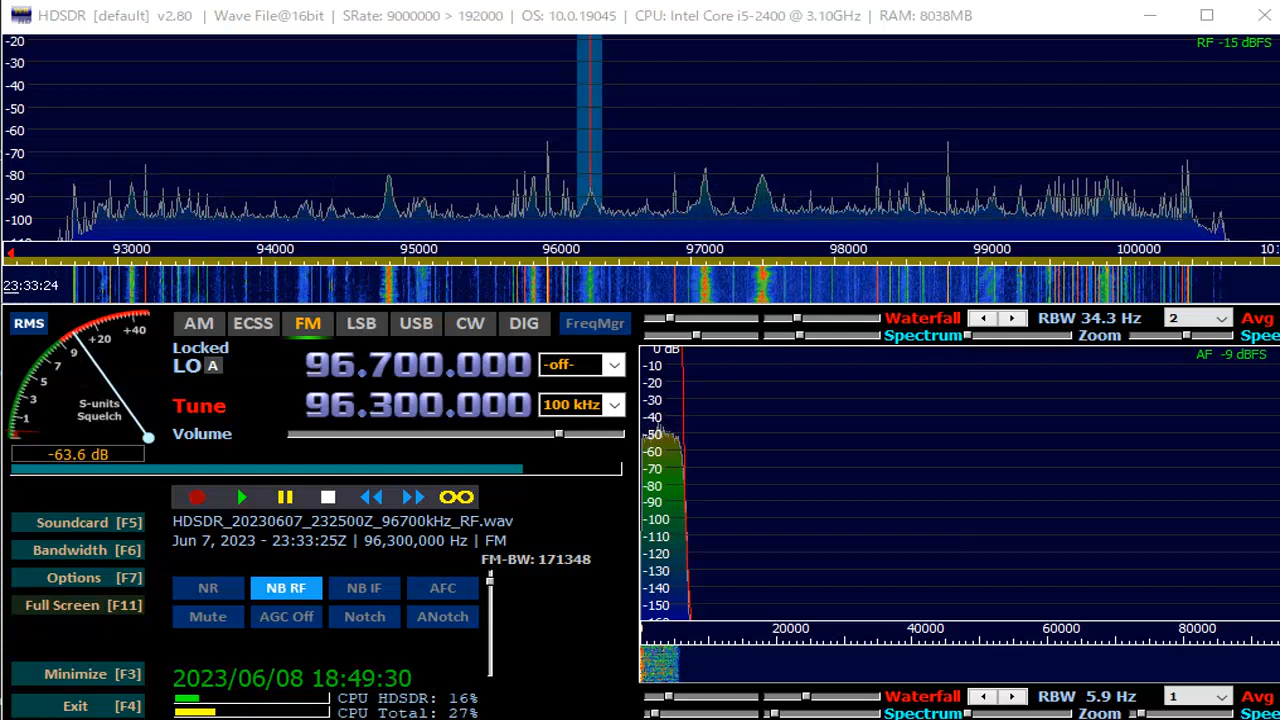 HDSDR [default] v2.80 | Wave File@16bit | SRate: 9000000 > 192000 | OS: 10.0.19045 | CPU: Intel Core i5-2400 @ 3.10GHz | RAM: 8038MB
RF -15 dBFS
-20
-30
-40
-50
-60
-70
-80
-90
-100
93000 94000 95000 96000 97000 98000 99000 100000
23:33:24
RMS
AM ECSS FM LSB USB CW DIG FreqMgr
Waterfall RBW 34.3 Hz 2 Avg
Spectrum Zoom
1 3 5 7 9 +20 +40
S-units
Squelch
-63.6 dB
Locked
LO A 96.700.000 -off-
Tune 96.300.000 100 kHz
Volume
HDSDR_20230607_232500Z_96700kHz_RF.wav
Jun 7, 2023 - 23:33:25Z | 96,300,000 Hz | FM
FM-BW: 171348
Soundcard [F5]
Bandwidth [F6]
Options [F7]
Full Screen [F11]
Minimize [F3]
Exit [F4]
NR NB RF NB IF AFC
Mute AGC Off Notch ANotch
2023/06/08 18:49:30
CPU HDSDR: 16%
CPU Total: 27%
AF -9 dBFS
0 dB
-10
-20
-30
-40
-50
-60
-70
-80
-90
-100
-110
-120
-130
-140
-150
20000 40000 60000 80000
Waterfall RBW 5.9 Hz 1 Avg
Spectrum Zoom